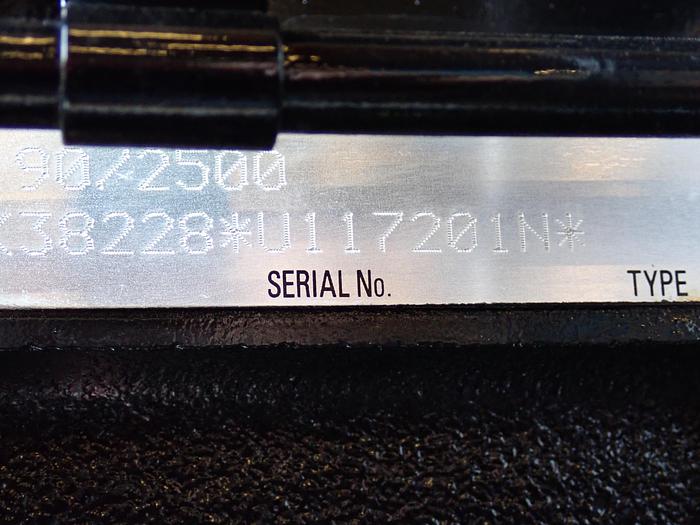 90/2500
38228*U117201N*
SERIAL No.
TYPE